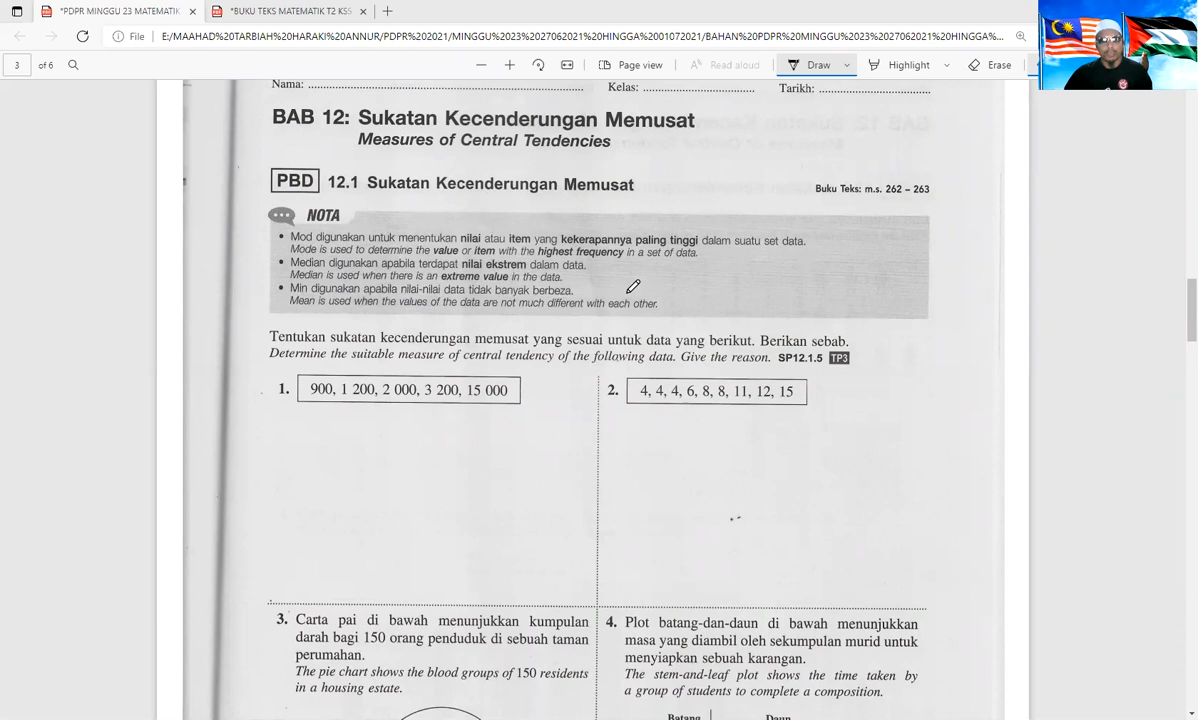 *PDPR MINGGU 23 MATEMATIK
*BUKU TEKS MATEMATIK T2 KSS
File
E:/MAAHAD%20TARBIAH%20HARAKI%20ANNUR/PDPR%202021/MINGGU%2023%2027062021%20HINGGA%2001072021/BAHAN%20PDPR%20MINGGU%2023%2027062021%20HINGGA%...
3 of 6
Page view
Read aloud
Draw
Highlight
Erase
Nama:
Kelas:
Tarikh:
BAB 12: Sukatan Kecenderungan Memusat
Measures of Central Tendencies
PBD 12.1 Sukatan Kecenderungan Memusat
Buku Teks: m.s. 262 – 263
NOTA
• Mod digunakan untuk menentukan nilai atau item yang kekerapannya paling tinggi dalam suatu set data.
Mode is used to determine the value or item with the highest frequency in a set of data.
• Median digunakan apabila terdapat nilai ekstrem dalam data.
Median is used when there is an extreme value in the data.
• Min digunakan apabila nilai-nilai data tidak banyak berbeza.
Mean is used when the values of the data are not much different with each other.
Tentukan sukatan kecenderungan memusat yang sesuai untuk data yang berikut. Berikan sebab.
Determine the suitable measure of central tendency of the following data. Give the reason. SP12.1.5 TP3
1. 900, 1 200, 2 000, 3 200, 15 000
2. 4, 4, 4, 6, 8, 8, 11, 12, 15
3. Carta pai di bawah menunjukkan kumpulan
darah bagi 150 orang penduduk di sebuah taman
perumahan.
The pie chart shows the blood groups of 150 residents
in a housing estate.
4. Plot batang-dan-daun di bawah menunjukkan
masa yang diambil oleh sekumpulan murid untuk
menyiapkan sebuah karangan.
The stem-and-leaf plot shows the time taken by
a group of students to complete a composition.
Batang
Daun